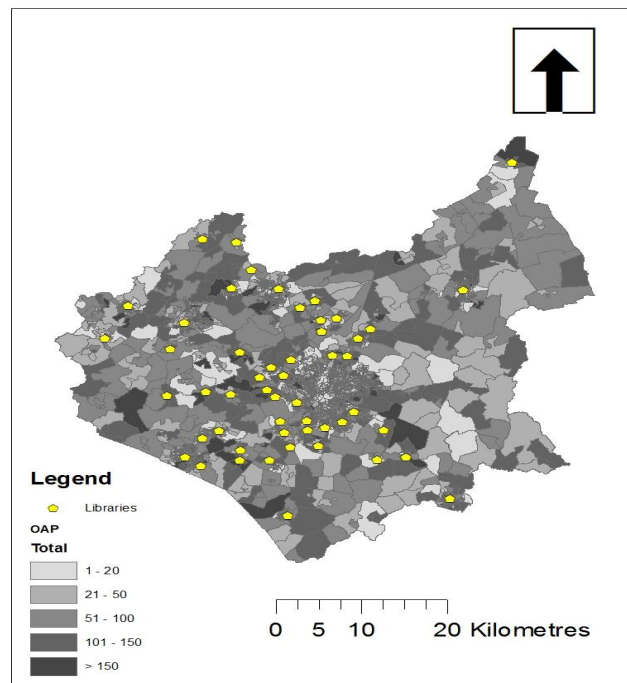 Legend
Libraries
OAP
Total
1 - 20
21 - 50
51 - 100
101 - 150
> 150
0 5 10 20 Kilometres